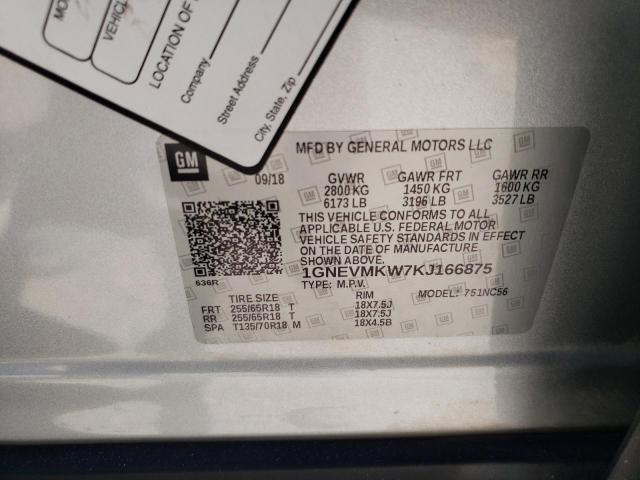 MO
VEHICL
LOCATION OF
Company
Street Address
City, State, Zip
GM
MFD BY GENERAL MOTORS LLC
09/18 GVWR GAWR FRT GAWR RR
2800 KG 1450 KG 1600 KG
6173 LB 3196 LB 3527 LB
THIS VEHICLE CONFORMS TO ALL
APPLICABLE U.S. FEDERAL MOTOR
VEHICLE SAFETY STANDARDS IN EFFECT
ON THE DATE OF MANUFACTURE
SHOWN ABOVE.
636R
1GNEVMKW7KJ166875
TYPE: M.P.V. MODEL: 751NC56
TIRE SIZE RIM
FRT 255/65R18 T 18X7.5J
RR 255/65R18 T 18X7.5J
SPA T135/70R18 M 18X4.5B